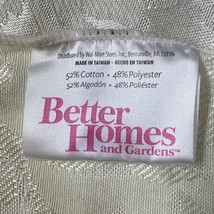 Distributed by Wal-Mart Stores, Inc., Bentonville, AR 72716
MADE IN TAIWAN • HECHO EN TAIWAN
52% Cotton • 48% Polyester
52% Algodón • 48% Poliéster
Better
Homes
and Gardens™